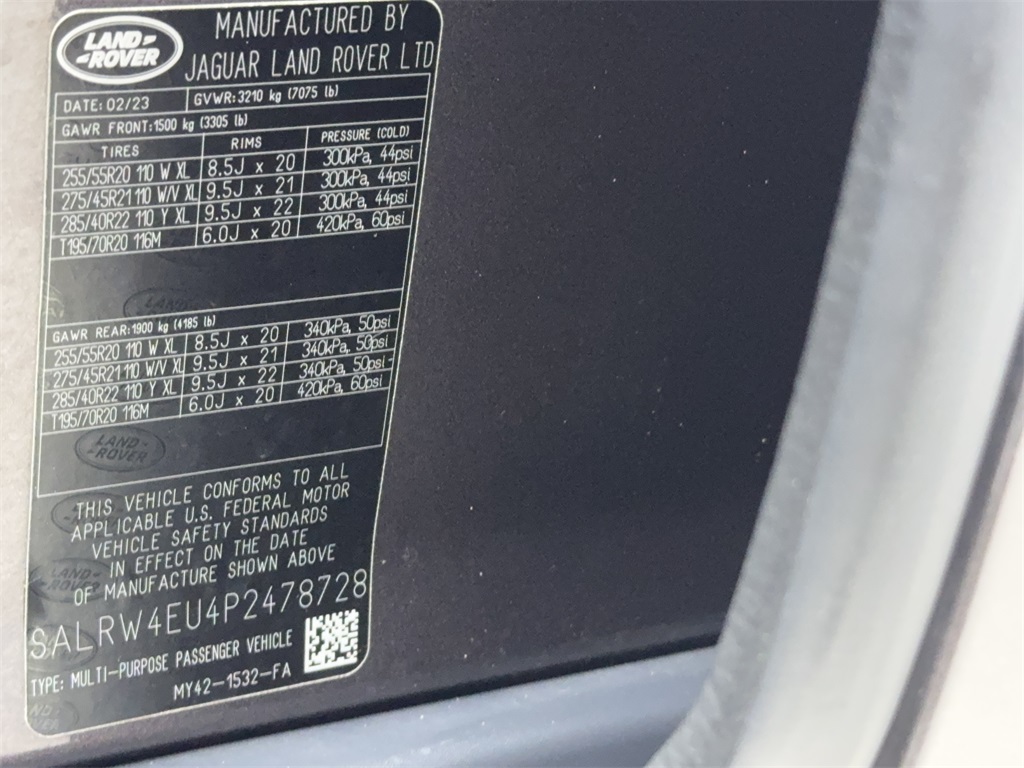 LAND-
-ROVER
MANUFACTURED BY
JAGUAR LAND ROVER LTD
DATE: 02/23 GVWR: 3210 kg (7075 lb)
GAWR FRONT: 1500 kg (3305 lb)
TIRES RIMS PRESSURE (COLD)
255/55R20 110 W XL 8.5J x 20 300kPa, 44psi
275/45R21 110 W/V XL 9.5J x 21 300kPa, 44psi
285/40R22 110 Y XL 9.5J x 22 300kPa, 44psi
T195/70R20 116M 6.0J x 20 420kPa, 60psi
GAWR REAR: 1900 kg (4185 lb)
255/55R20 110 W XL 8.5J x 20 340kPa, 50psi
275/45R21 110 W/V XL 9.5J x 21 340kPa, 50psi
285/40R22 110 Y XL 9.5J x 22 340kPa, 50psi
T195/70R20 116M 6.0J x 20 420kPa, 60psi
LAND-
-ROVER
THIS VEHICLE CONFORMS TO ALL
APPLICABLE U.S. FEDERAL MOTOR
VEHICLE SAFETY STANDARDS
IN EFFECT ON THE DATE
OF MANUFACTURE SHOWN ABOVE
SALRW4EU4P2478728
TYPE: MULTI-PURPOSE PASSENGER VEHICLE
MY42-1532-FA